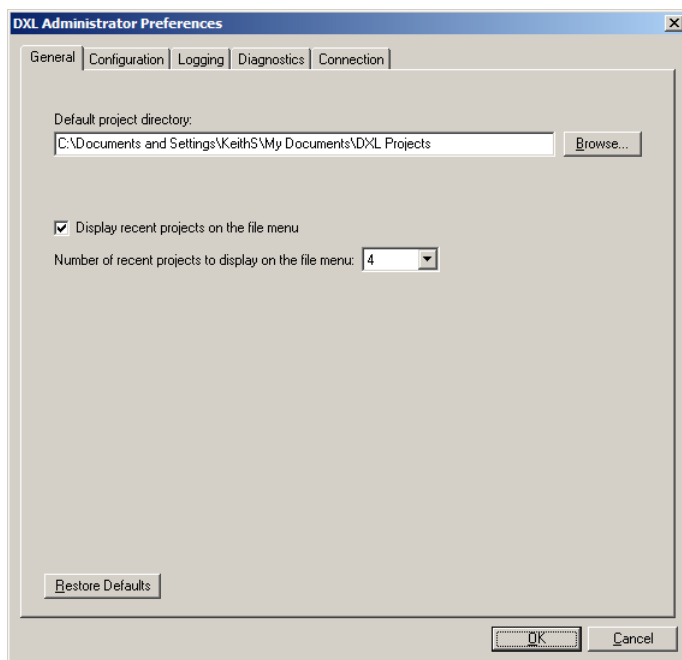 DXL Administrator Preferences
General Configuration Logging Diagnostics Connection
Default project directory:
C:\Documents and Settings\KeithS\My Documents\DXL Projects Browse...
Display recent projects on the file menu
Number of recent projects to display on the file menu: 4
Restore Defaults
OK Cancel